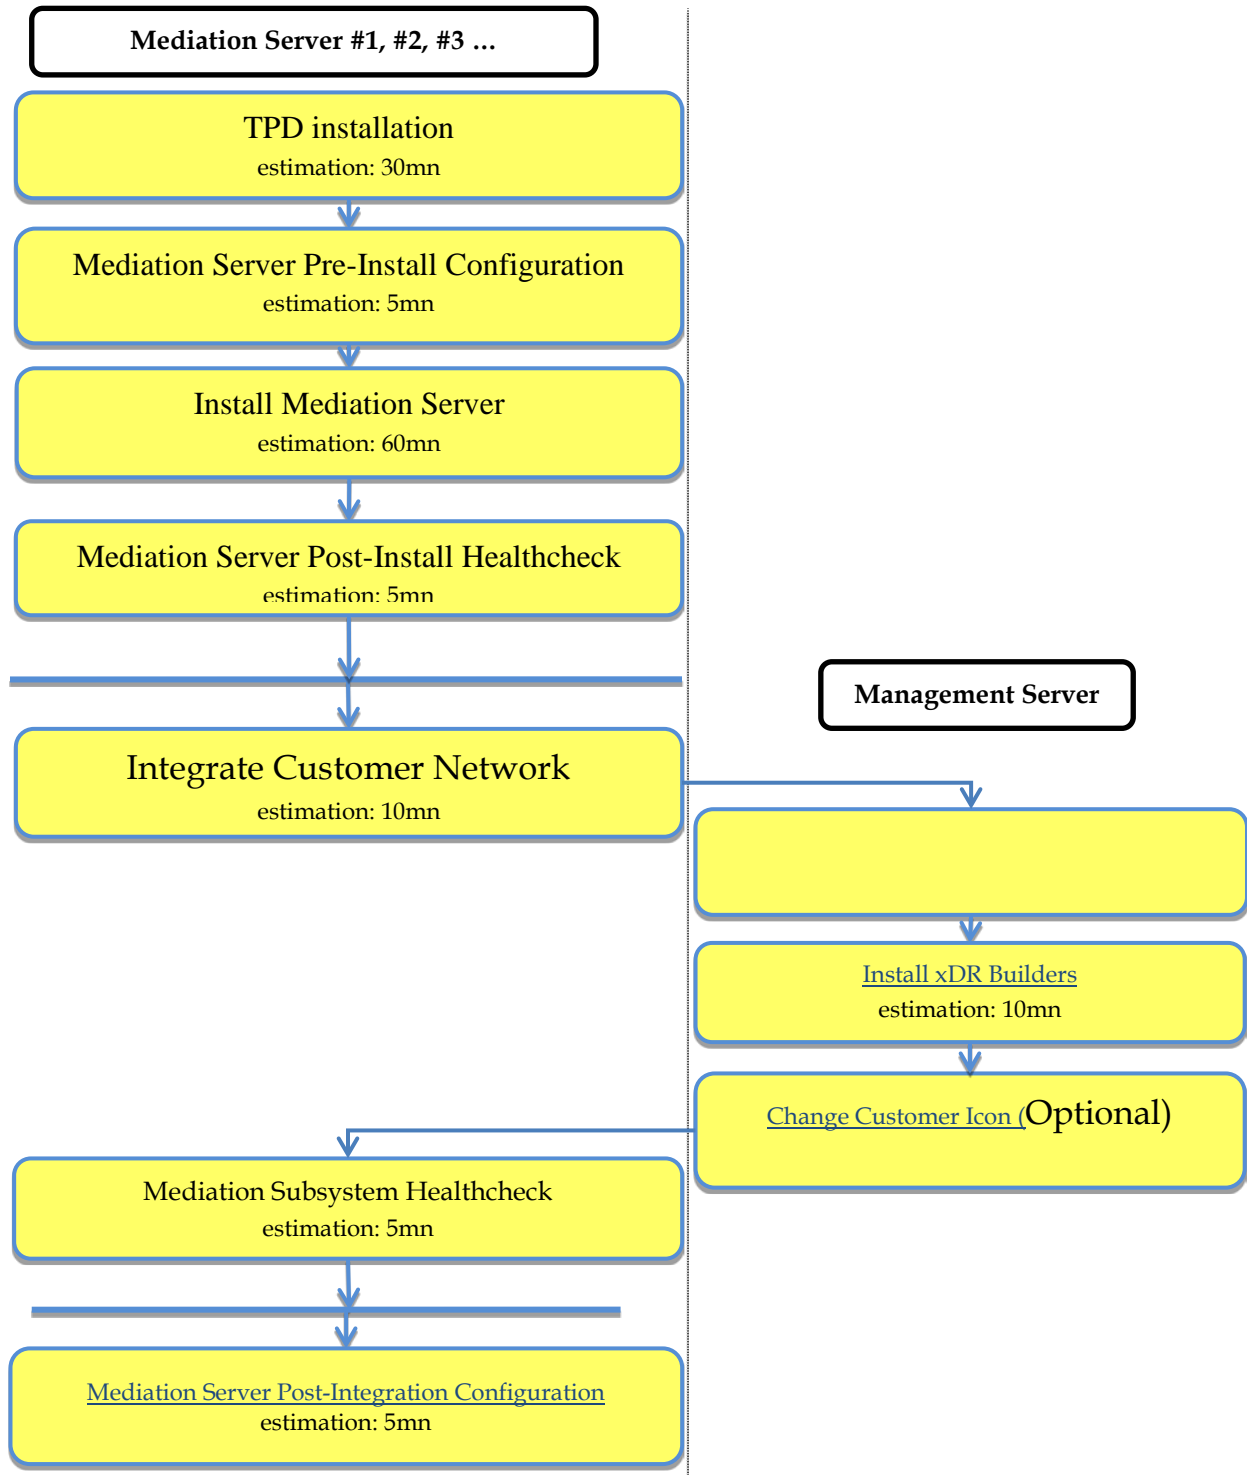 Mediation Server #1, #2, #3 …
TPD installation
estimation: 30mn
Mediation Server Pre-Install Configuration
estimation: 5mn
Install Mediation Server
estimation: 60mn
Mediation Server Post-Install Healthcheck
estimation: 5mn
Management Server
Integrate Customer Network
estimation: 10mn
Install xDR Builders
estimation: 10mn
Change Customer Icon (Optional)
Mediation Subsystem Healthcheck
estimation: 5mn
Mediation Server Post-Integration Configuration
estimation: 5mn